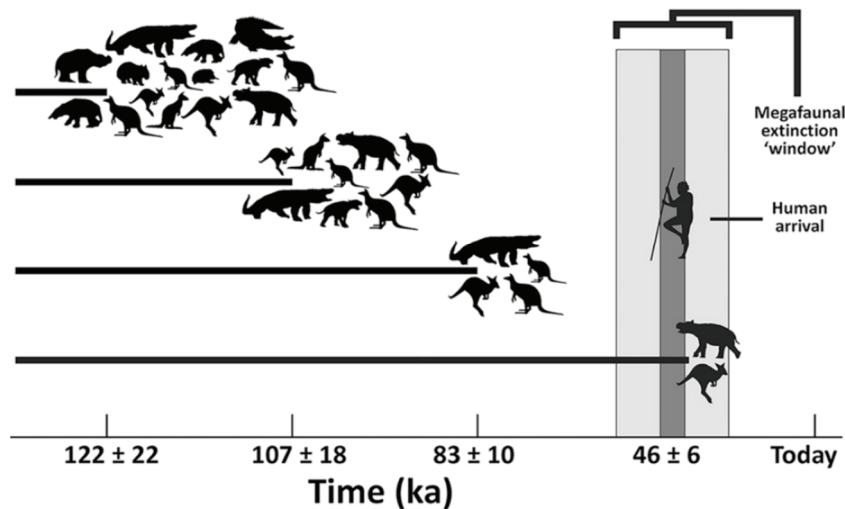 Megafaunal
extinction
‘window’
Human
arrival
122 ± 22
107 ± 18
83 ± 10
46 ± 6
Today
Time (ka)